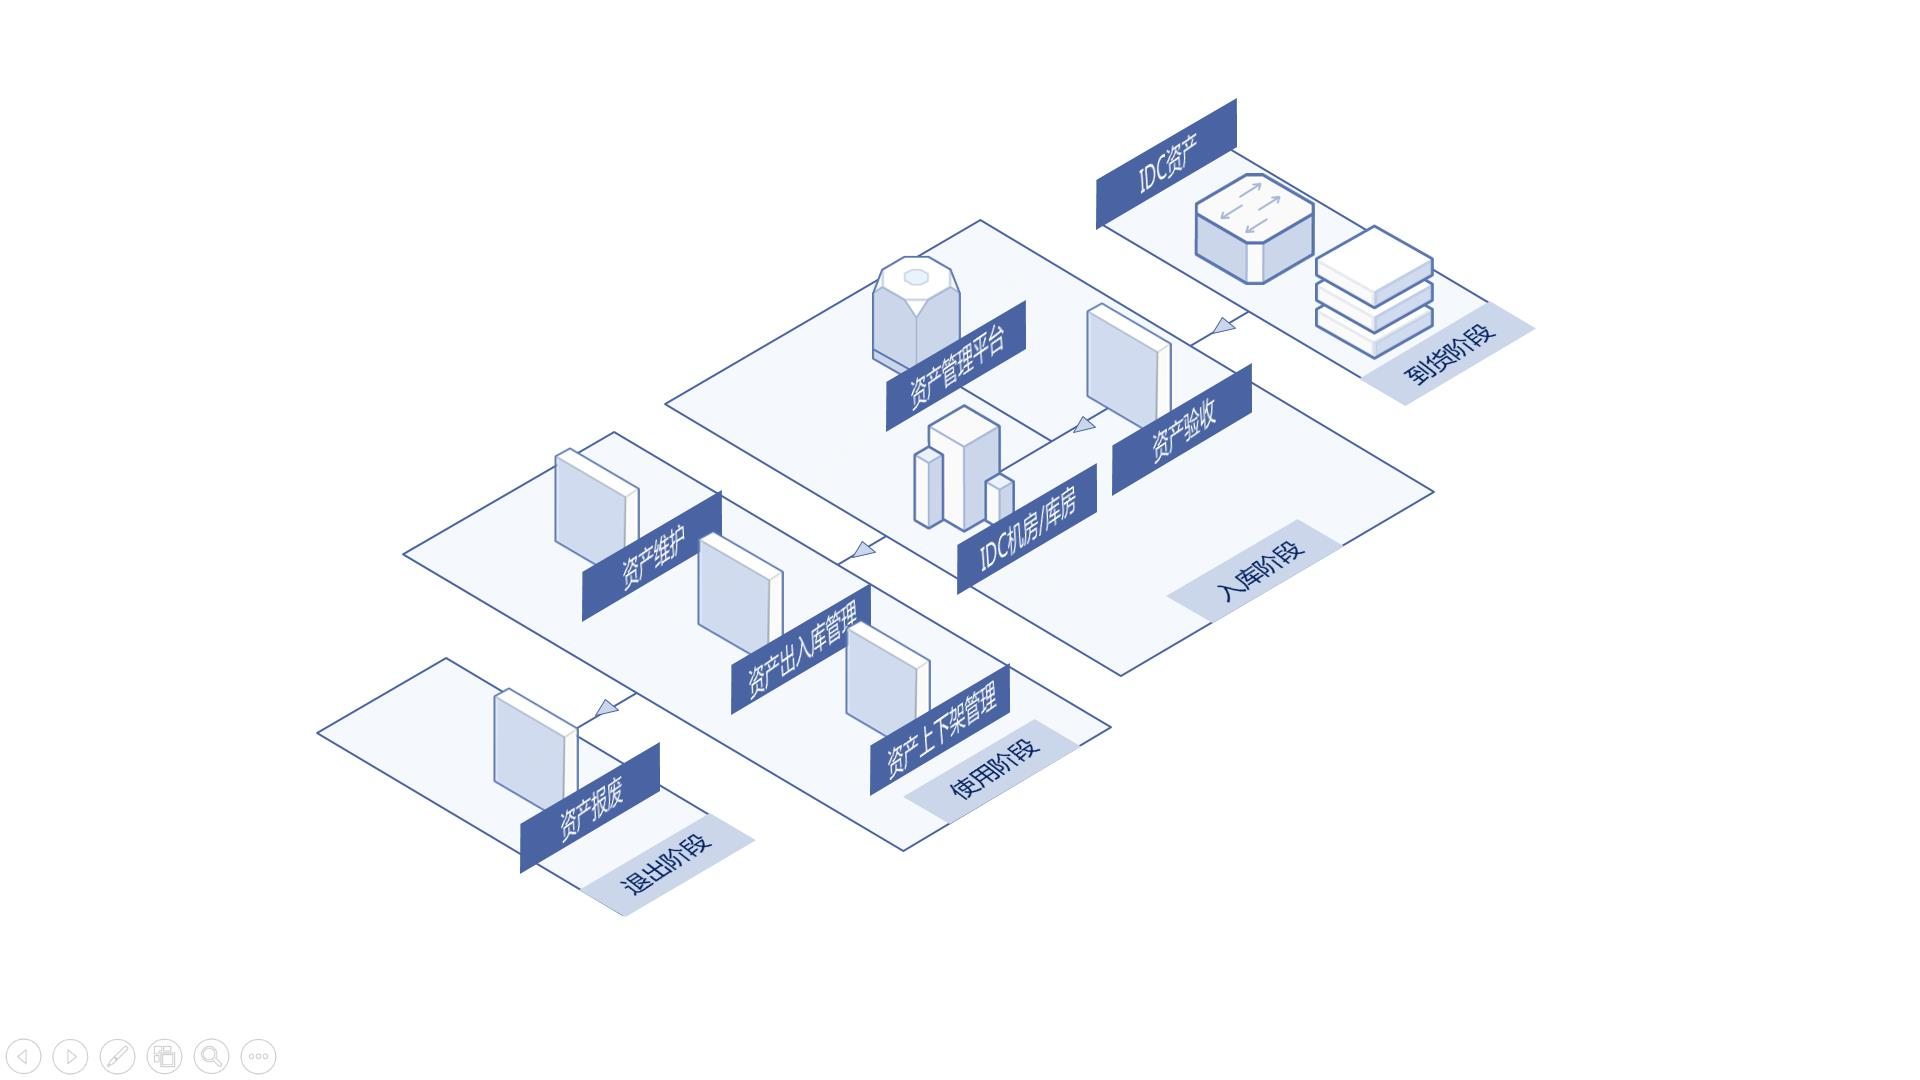 IDC资产
到货阶段
资产管理平台
资产验收
IDC机房/库房
入库阶段
资产维护
资产出入库管理
资产上下架管理
使用阶段
资产报废
退出阶段